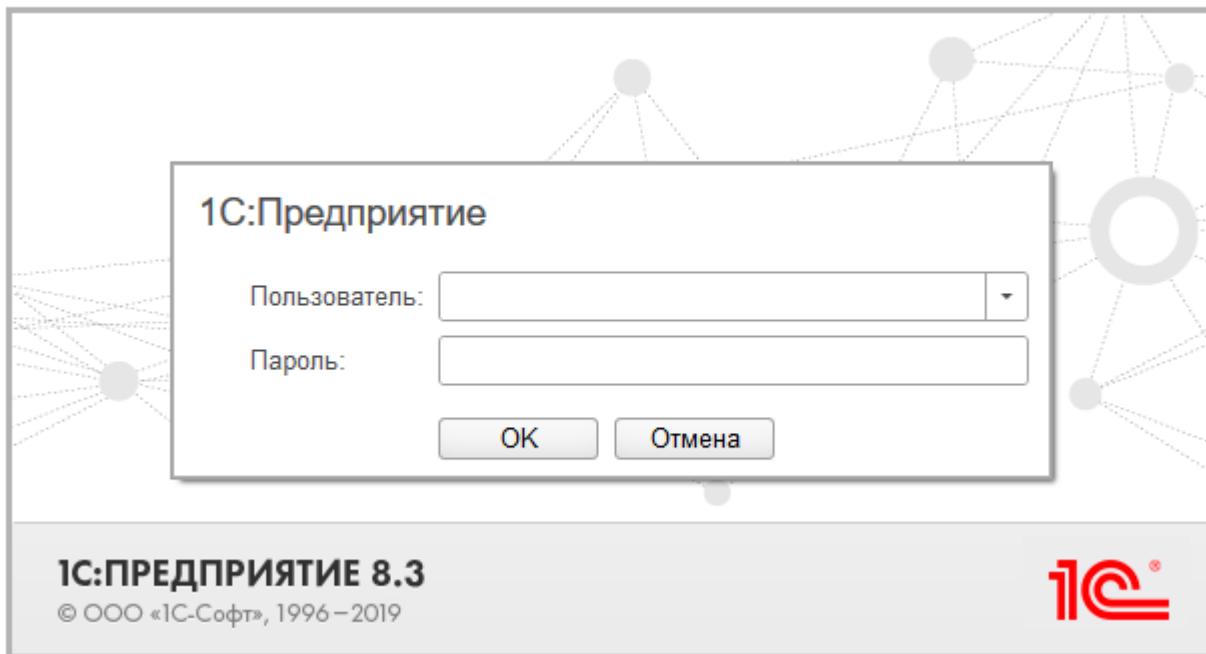 1С:Предприятие
Пользователь:
Пароль:
OK
Отмена
1С:ПРЕДПРИЯТИЕ 8.3
© ООО «1С-Софт», 1996–2019
1С®